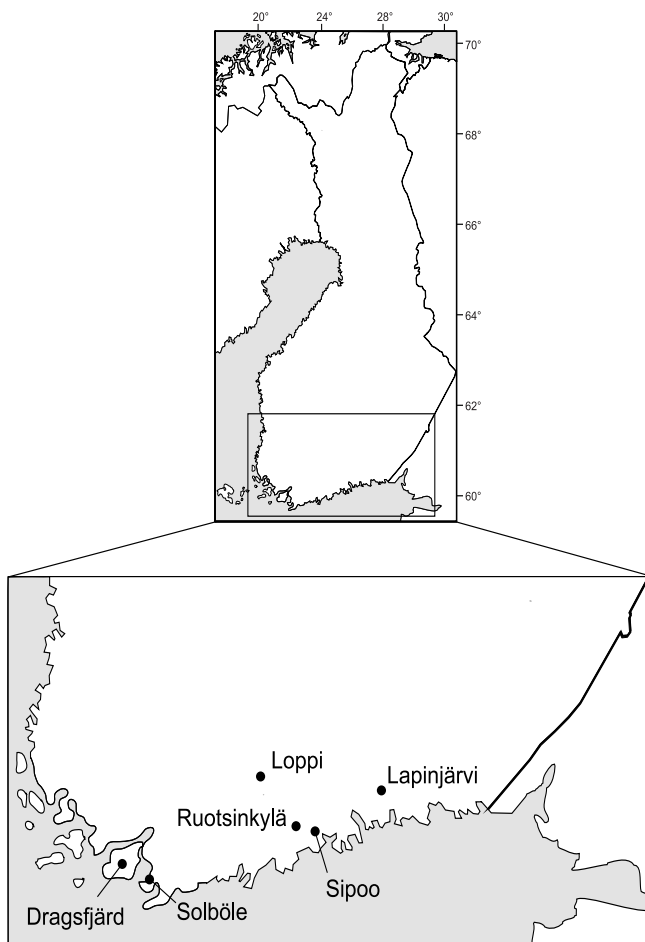 20° 24° 28° 30°
70°
68°
66°
64°
62°
60°
Loppi
Lapinjärvi
Ruotsinkylä
Sipoo
Solböle
Dragsfjärd